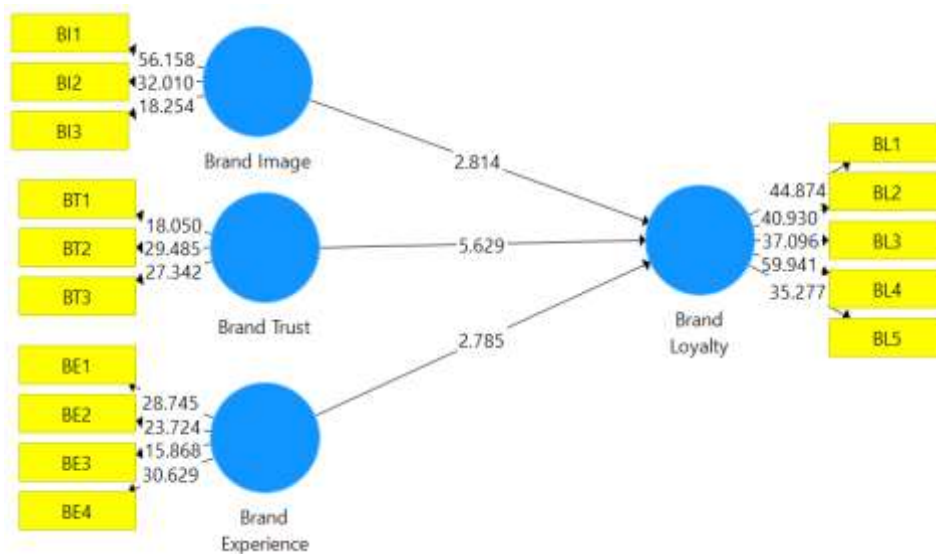 BI1
BI2
BI3
56.158
32.010
18.254
Brand Image
2.814
BT1
BT2
BT3
18.050
29.485
27.342
Brand Trust
5.629
BE1
BE2
BE3
BE4
28.745
23.724
15.868
30.629
Brand
Experience
2.785
Brand
Loyalty
44.874
40.930
37.096
59.941
35.277
BL1
BL2
BL3
BL4
BL5